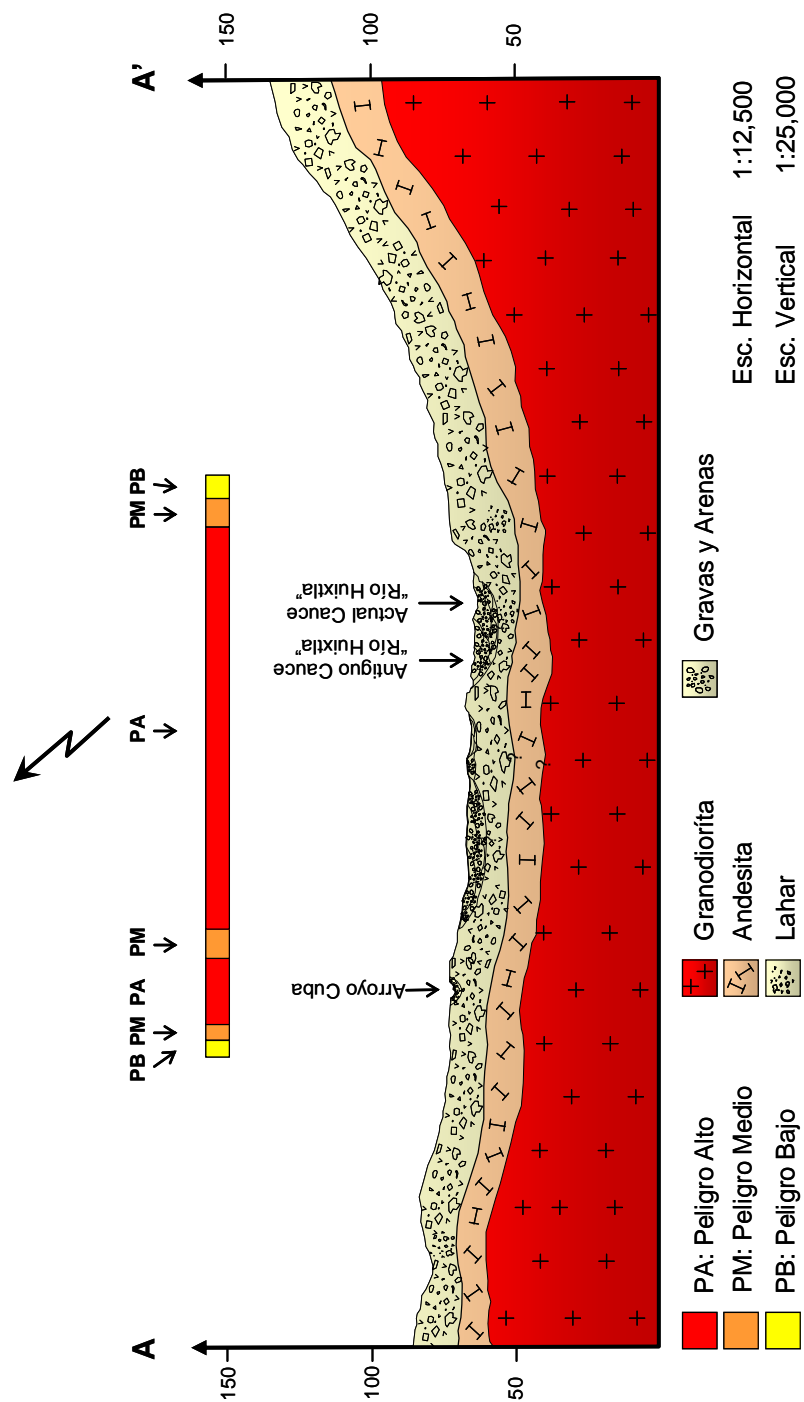 A
A’
150
100
50
150
100
50
PB PM PA
PM
PA
PM PB
Arroyo Cuba
Antiguo Cauce
“Río Huixtla”
Actual Cauce
“Río Huixtla”
?
?
PA: Peligro Alto
PM: Peligro Medio
PB: Peligro Bajo
Granodioríta
Andesita
Lahar
Gravas y Arenas
Esc. Horizontal 1:12,500
Esc. Vertical 1:25,000